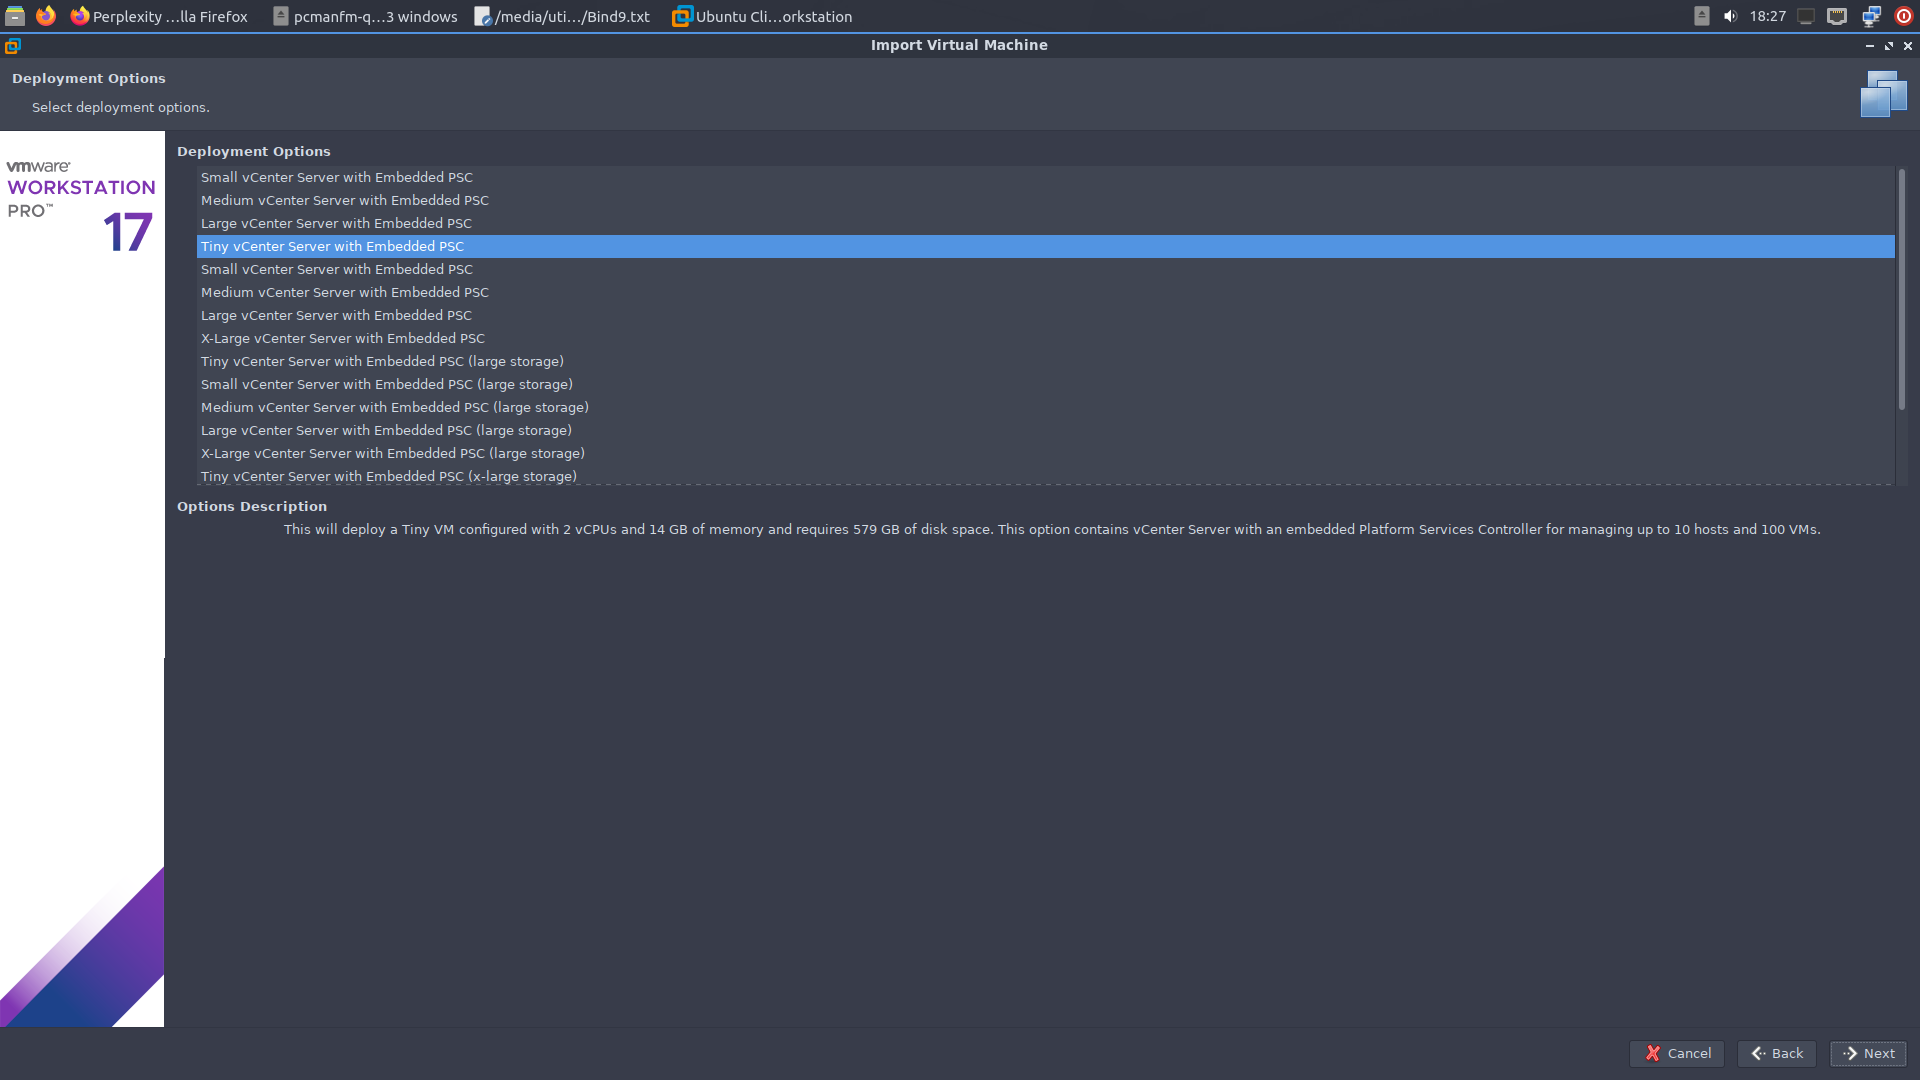 Perplexity ...lla Firefox
pcmanfm-q...3 windows
/media/uti.../Bind9.txt
Ubuntu Cli...orkstation
18:27
Import Virtual Machine
Deployment Options
Select deployment options.
vmware®
WORKSTATION
PRO™
17
Deployment Options
Small vCenter Server with Embedded PSC
Medium vCenter Server with Embedded PSC
Large vCenter Server with Embedded PSC
Tiny vCenter Server with Embedded PSC
Small vCenter Server with Embedded PSC
Medium vCenter Server with Embedded PSC
Large vCenter Server with Embedded PSC
X-Large vCenter Server with Embedded PSC
Tiny vCenter Server with Embedded PSC (large storage)
Small vCenter Server with Embedded PSC (large storage)
Medium vCenter Server with Embedded PSC (large storage)
Large vCenter Server with Embedded PSC (large storage)
X-Large vCenter Server with Embedded PSC (large storage)
Tiny vCenter Server with Embedded PSC (x-large storage)
Options Description
This will deploy a Tiny VM configured with 2 vCPUs and 14 GB of memory and requires 579 GB of disk space. This option contains vCenter Server with an embedded Platform Services Controller for managing up to 10 hosts and 100 VMs.
Cancel
Back
Next